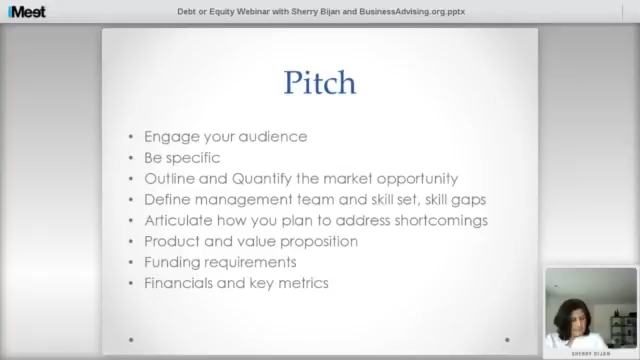 iMeet
Debt or Equity Webinar with Sherry Bijan and BusinessAdvising.org.pptx
Pitch
• Engage your audience
• Be specific
• Outline and Quantify the market opportunity
• Define management team and skill set, skill gaps
• Articulate how you plan to address shortcomings
• Product and value proposition
• Funding requirements
• Financials and key metrics
SHERRY BIJAN